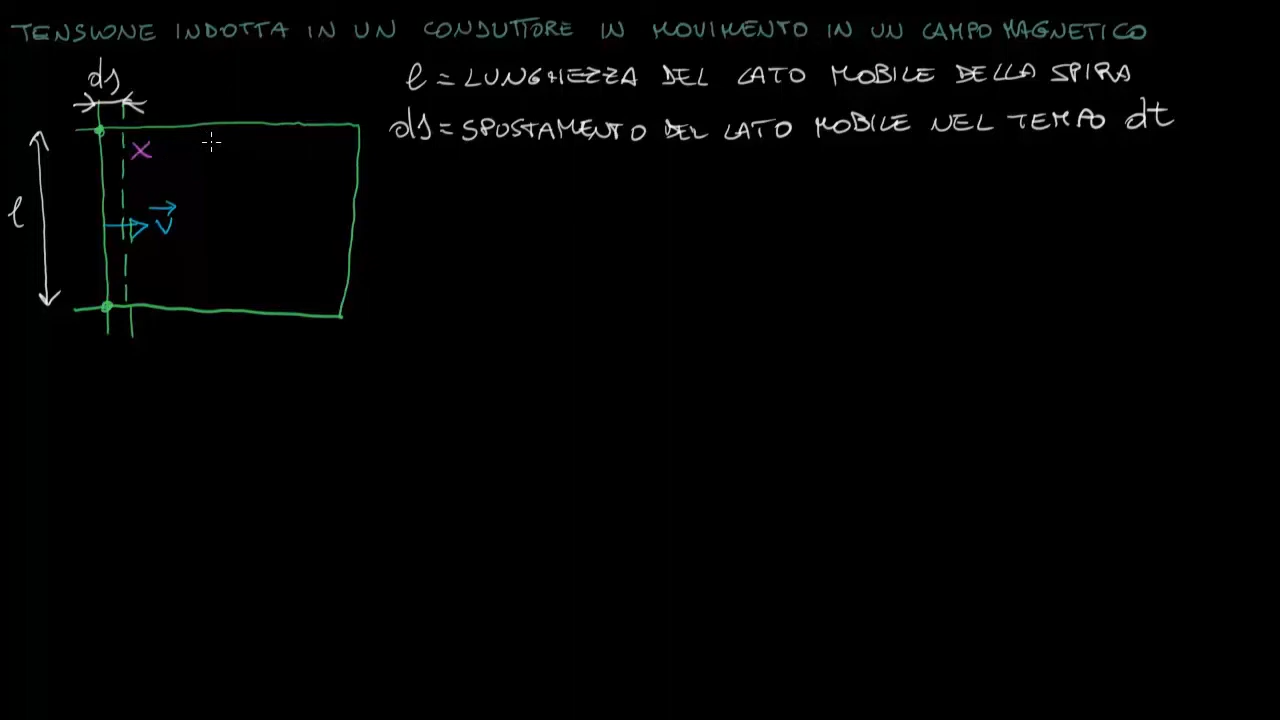 TENSIONE INDOTTA IN UN CONDUTTORE IN MOVIMENTO IN UN CAMPO MAGNETICO
ds
l = LUNGHEZZA DEL LATO MOBILE DELLA SPIRA
ds = SPOSTAMENTO DEL LATO MOBILE NEL TEMPO dt
x
l
v